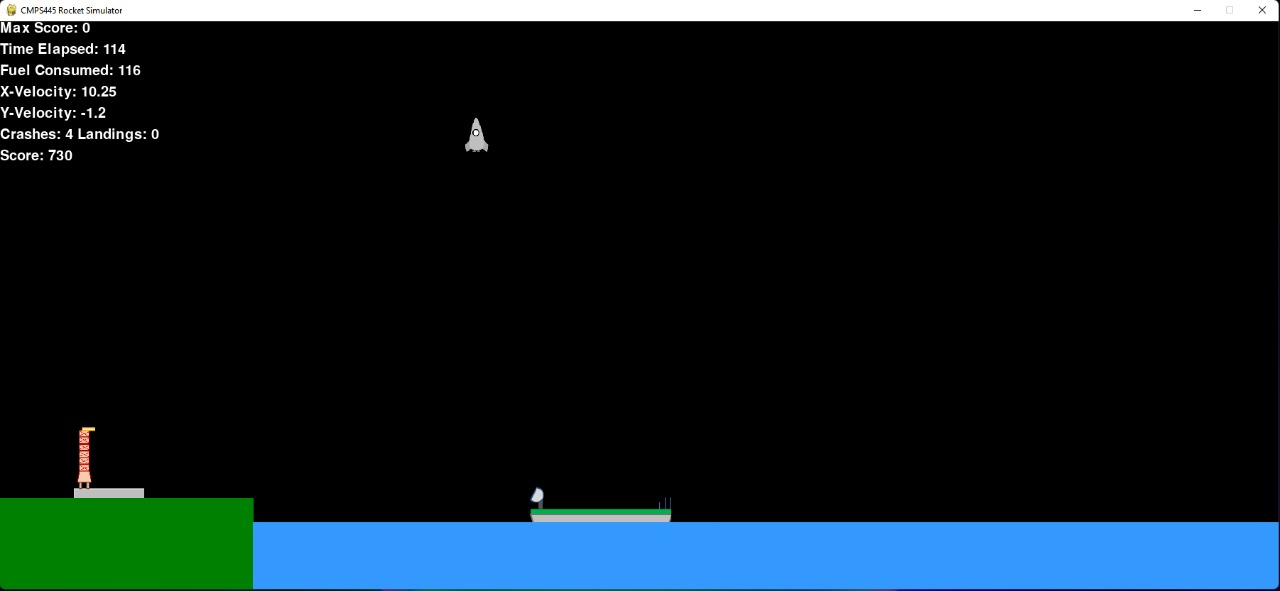 CMPS445 Rocket Simulator
Max Score: 0
Time Elapsed: 114
Fuel Consumed: 116
X-Velocity: 10.25
Y-Velocity: -1.2
Crashes: 4 Landings: 0
Score: 730